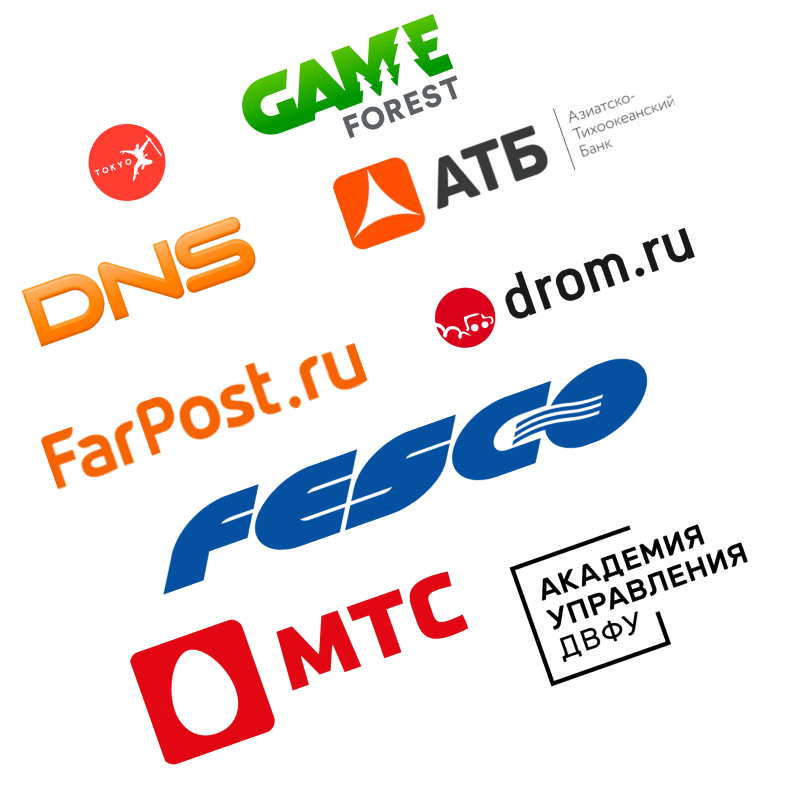 GAME
FOREST
TOKYO
АТБ
Азиатско-
Тихоокеанский
Банк
DNS
drom.ru
FarPost.ru
FESCO
МТС
АКАДЕМИЯ
УПРАВЛЕНИЯ
ДВФУ